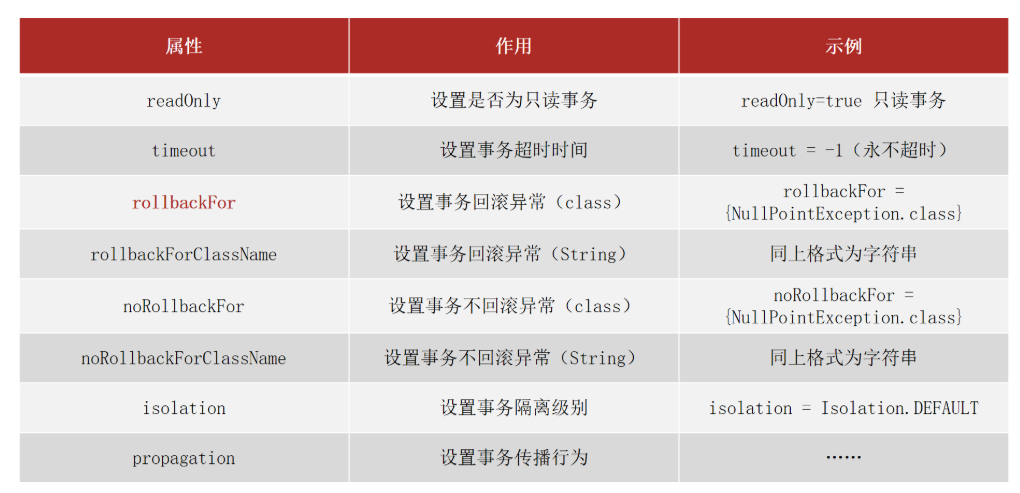 属性 作用 示例
readOnly 设置是否为只读事务 readOnly=true 只读事务
timeout 设置事务超时时间 timeout = -1（永不超时）
rollbackFor 设置事务回滚异常（class） rollbackFor =
{NullPointException.class}
rollbackForClassName 设置事务回滚异常（String） 同上格式为字符串
noRollbackFor 设置事务不回滚异常（class） noRollbackFor =
{NullPointException.class}
noRollbackForClassName 设置事务不回滚异常（String） 同上格式为字符串
isolation 设置事务隔离级别 isolation = Isolation.DEFAULT
propagation 设置事务传播行为 ……